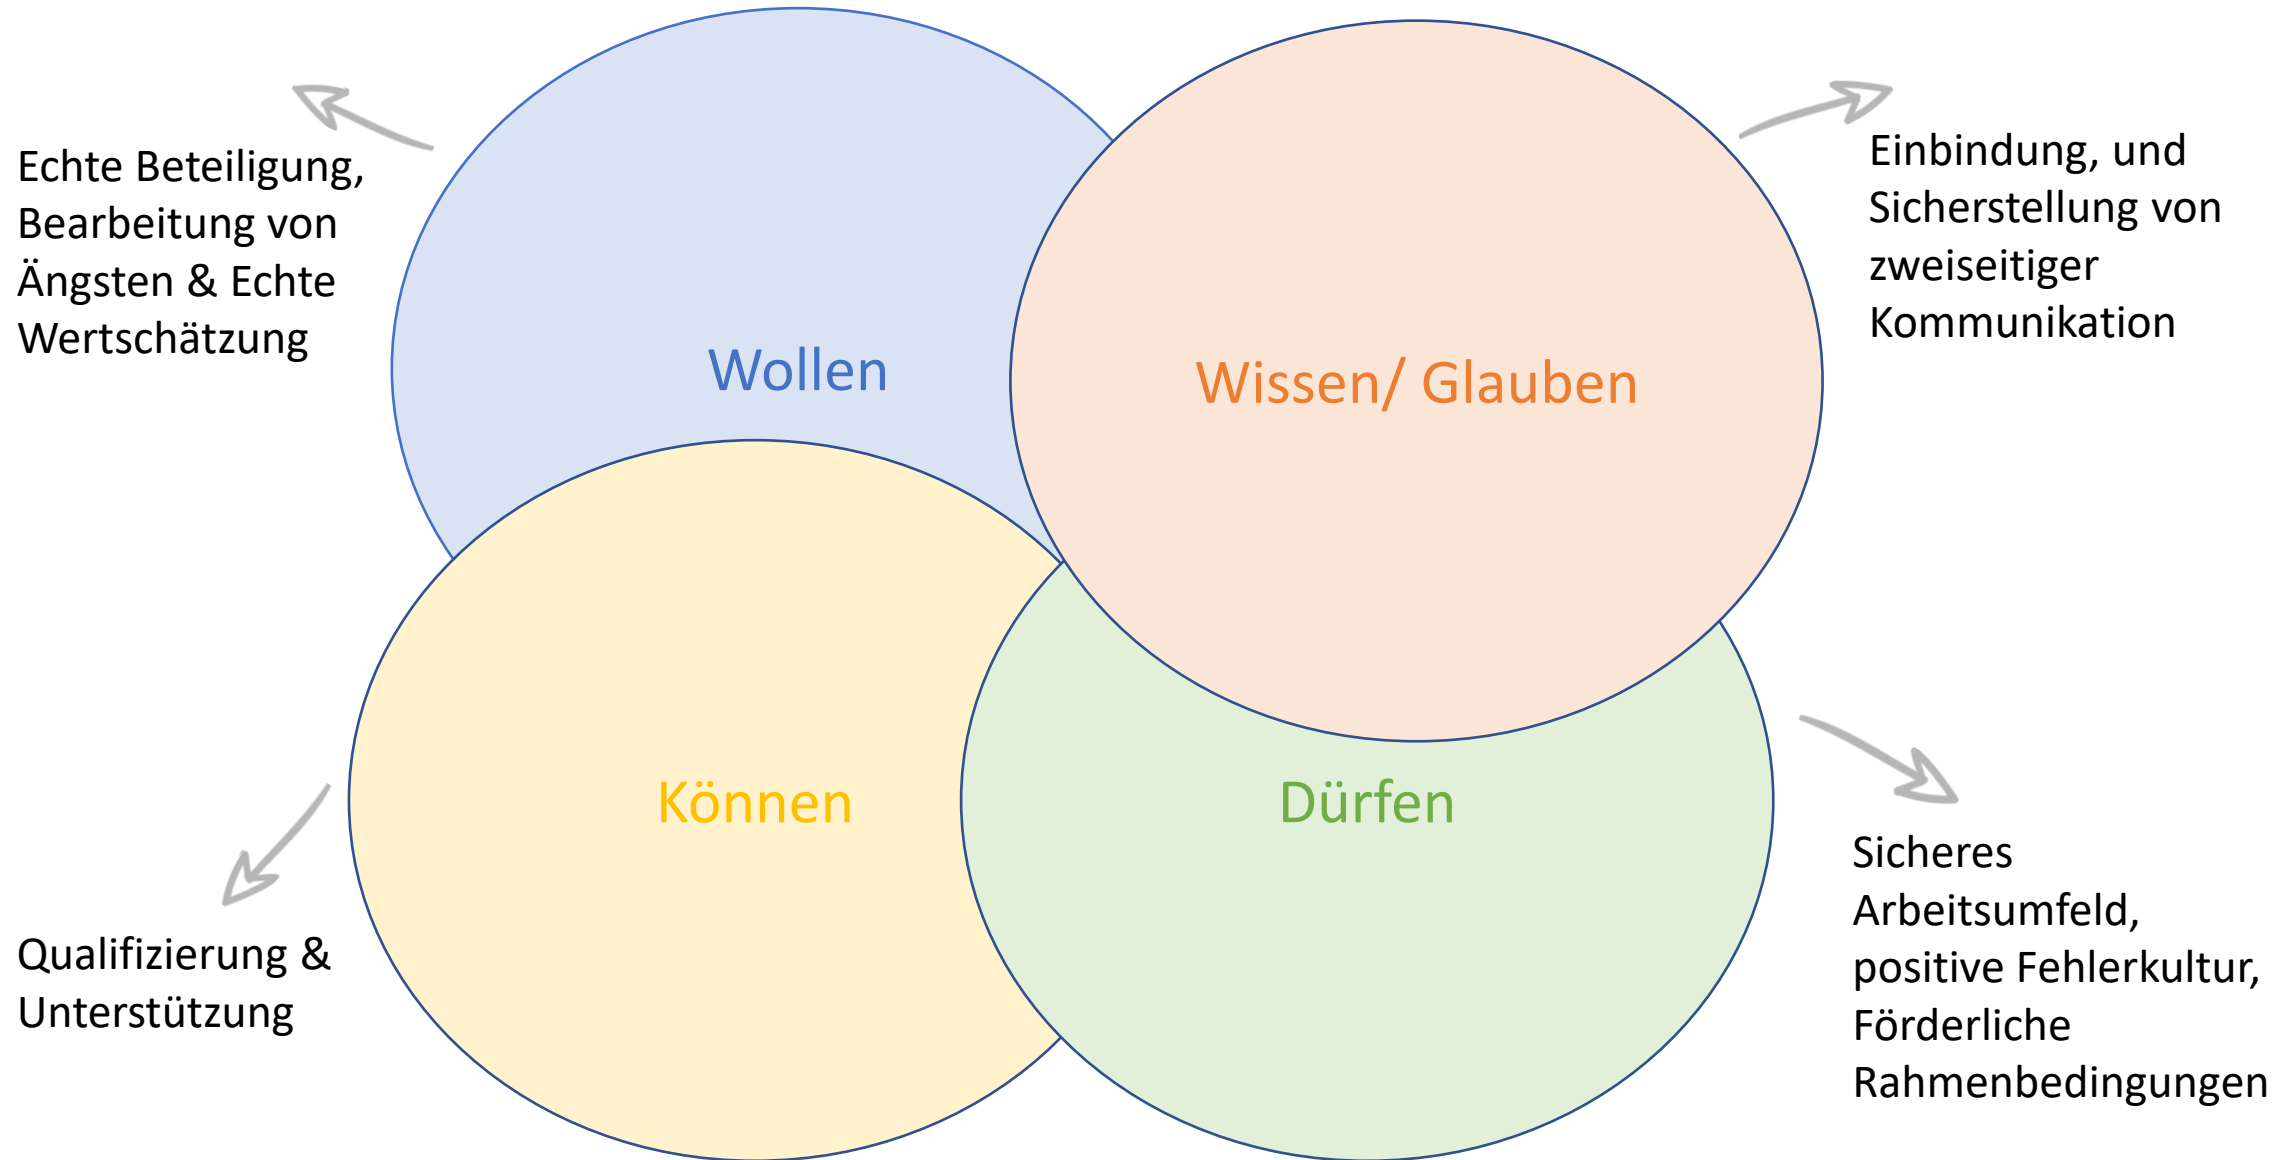 Echte Beteiligung,
Bearbeitung von
Ängsten & Echte
Wertschätzung
Wollen
Wissen/ Glauben
Einbindung, und
Sicherstellung von
zweiseitiger
Kommunikation
Können
Dürfen
Qualifizierung &
Unterstützung
Sicheres
Arbeitsumfeld,
positive Fehlerkultur,
Förderliche
Rahmenbedingungen